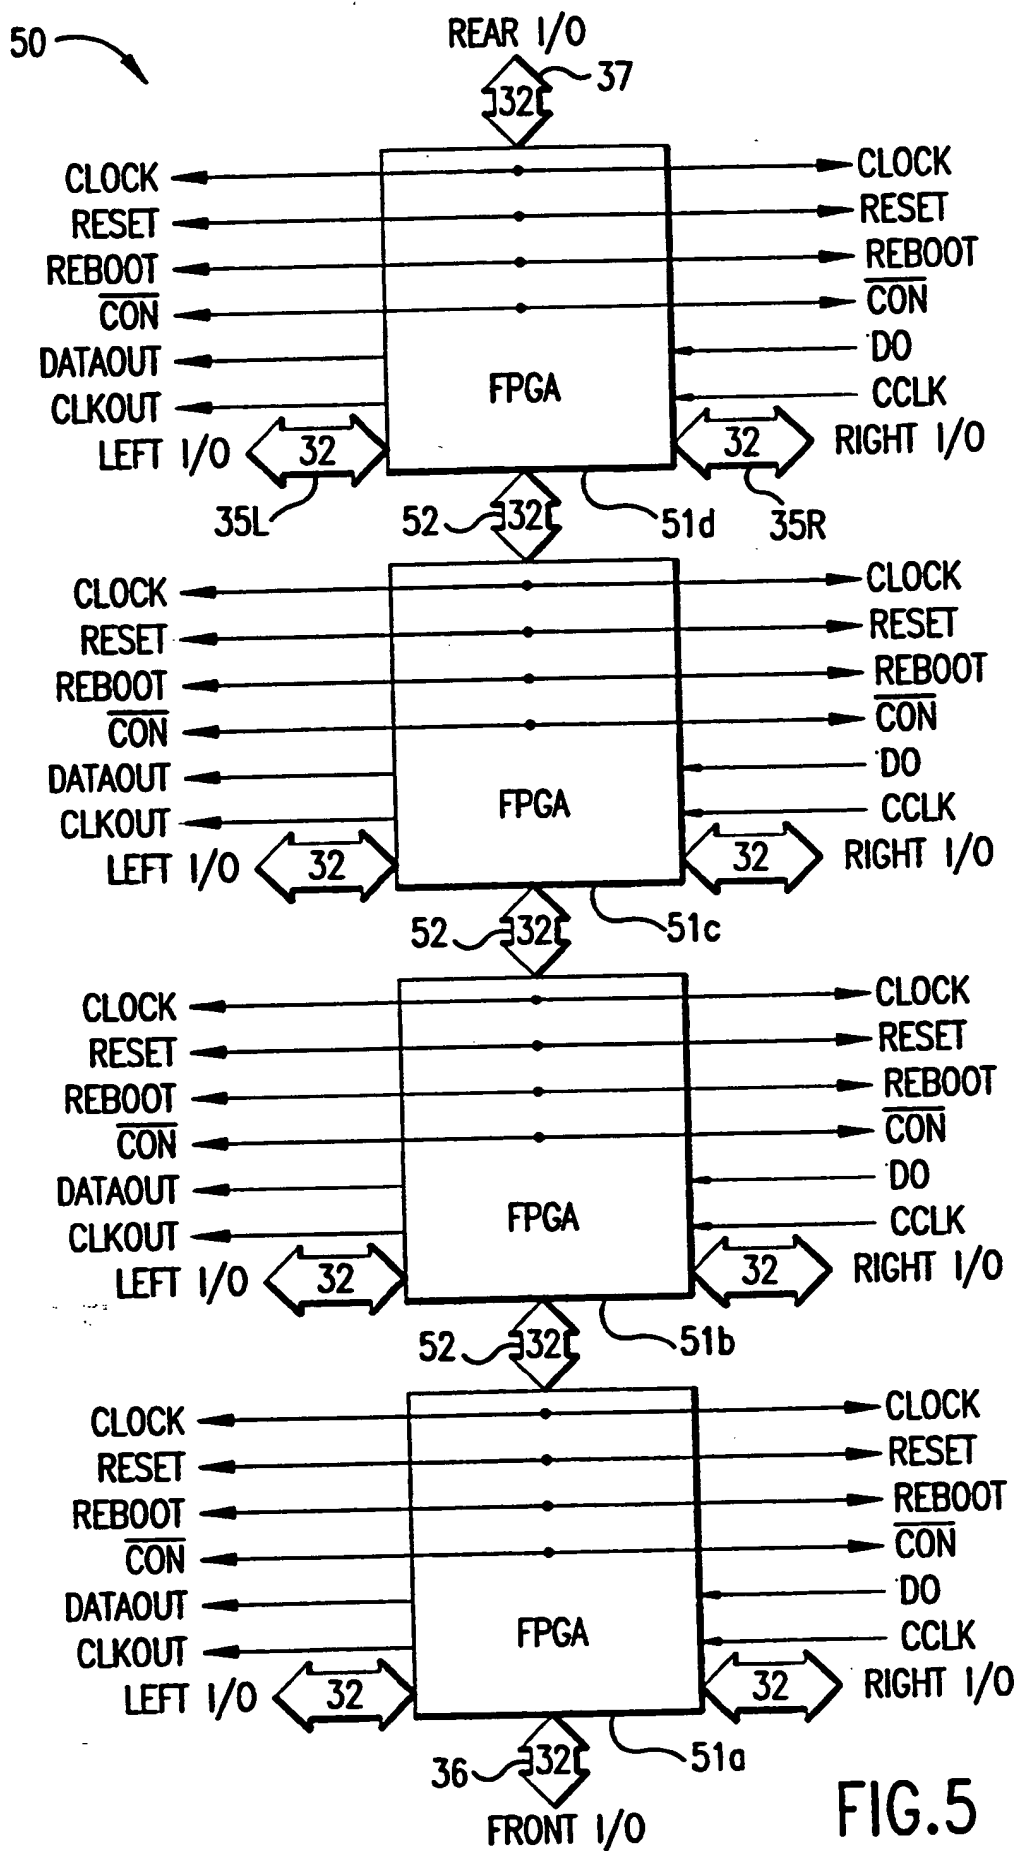 50
REAR I/O
32
37
CLOCK CLOCK
RESET RESET
REBOOT REBOOT
CON CON
DATAOUT DO
FPGA
CLKOUT CCLK
LEFT I/O 32 32 RIGHT I/O
35L 52 32 51d 35R
CLOCK CLOCK
RESET RESET
REBOOT REBOOT
CON CON
DATAOUT DO
FPGA
CLKOUT CCLK
LEFT I/O 32 32 RIGHT I/O
52 32 51c
CLOCK CLOCK
RESET RESET
REBOOT REBOOT
CON CON
DATAOUT DO
FPGA
CLKOUT CCLK
LEFT I/O 32 32 RIGHT I/O
52 32 51b
CLOCK CLOCK
RESET RESET
REBOOT REBOOT
CON CON
DATAOUT DO
FPGA
CLKOUT CCLK
LEFT I/O 32 32 RIGHT I/O
36 32 51a
FRONT I/O
FIG.5